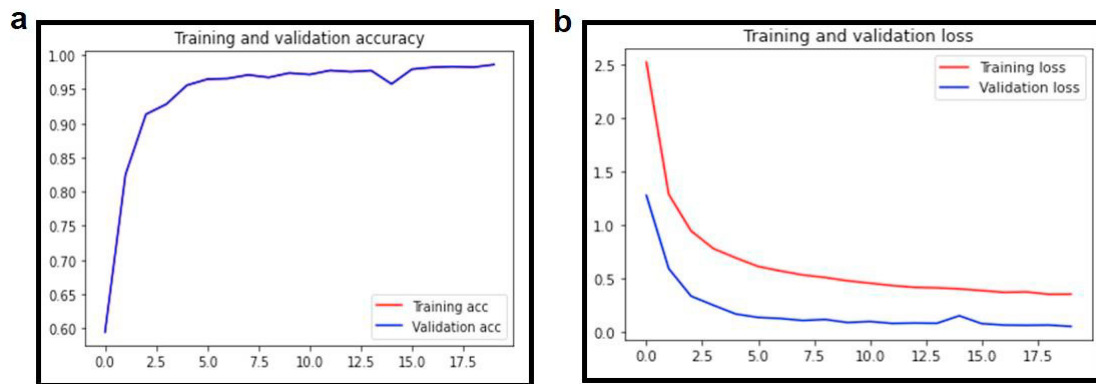 a
Training and validation accuracy
1.00
0.95
0.90
0.85
0.80
0.75
0.70
0.65
0.60
Training acc
Validation acc
0.0 2.5 5.0 7.5 10.0 12.5 15.0 17.5
b
Training and validation loss
2.5
2.0
1.5
1.0
0.5
0.0
Training loss
Validation loss
0.0 2.5 5.0 7.5 10.0 12.5 15.0 17.5